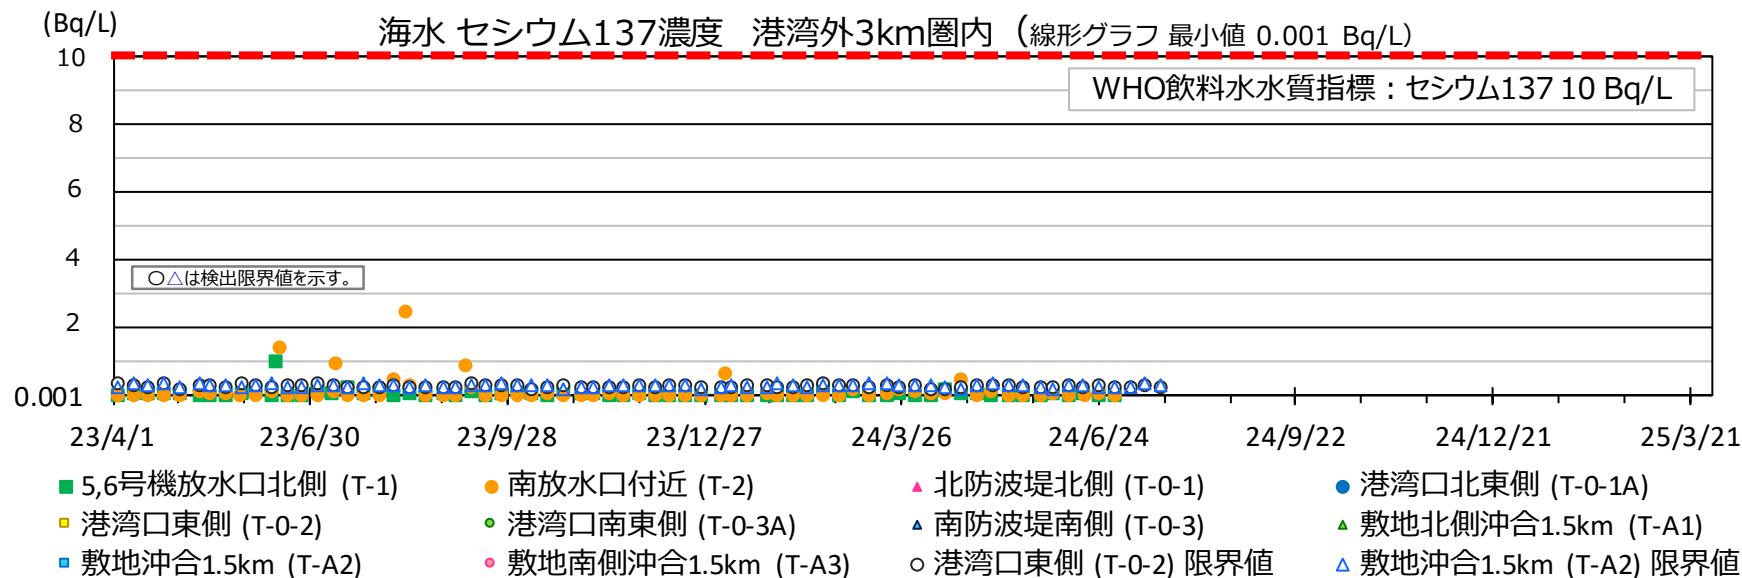 (Bq/L)
海水 セシウム137濃度 港湾外3km圏内 (線形グラフ 最小値 0.001 Bq/L)
10
WHO飲料水水質指標：セシウム137 10 Bq/L
8
6
4
○△は検出限界値を示す。
2
0.001
23/4/1 23/6/30 23/9/28 23/12/27 24/3/26 24/6/24 24/9/22 24/12/21 25/3/21
5,6号機放水口北側 (T-1) 南放水口付近 (T-2) 北防波堤北側 (T-0-1) 港湾口北東側 (T-0-1A)
港湾口東側 (T-0-2) 港湾口南東側 (T-0-3A) 南防波堤南側 (T-0-3) 敷地北側沖合1.5km (T-A1)
敷地沖合1.5km (T-A2) 敷地南側沖合1.5km (T-A3) 港湾口東側 (T-0-2) 限界値 敷地沖合1.5km (T-A2) 限界値